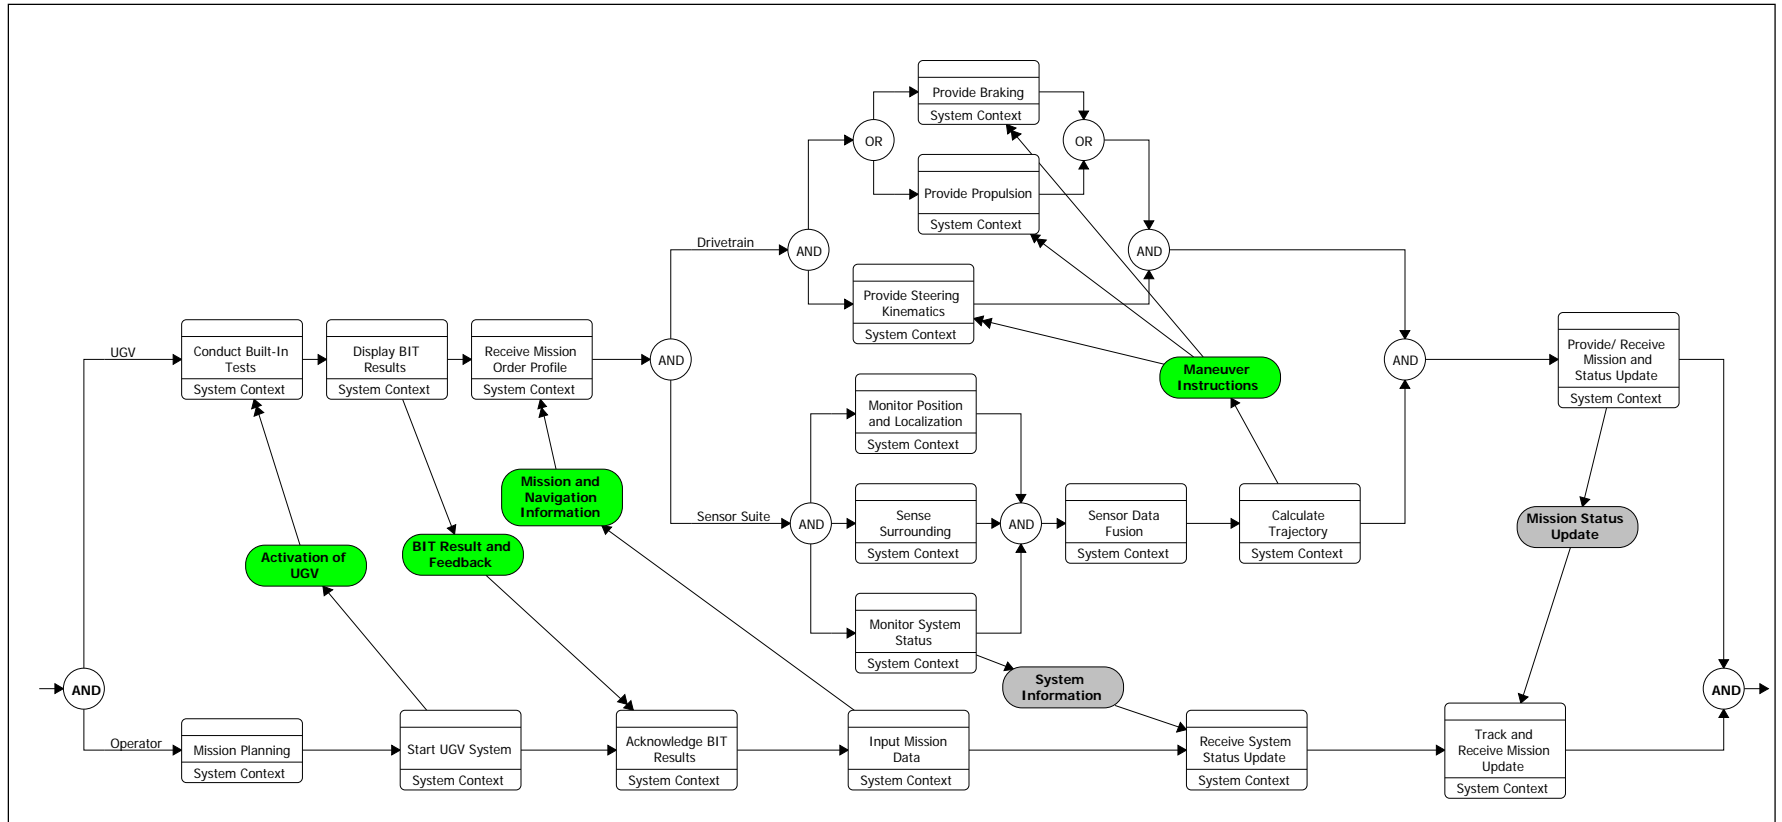 Provide Braking
System Context
OR
OR
Provide Propulsion
System Context
Drivetrain
AND
AND
Provide Steering
Kinematics
System Context
UGV
Conduct Built-In
Tests
System Context
Display BIT
Results
System Context
Receive Mission
Order Profile
System Context
AND
Maneuver
Instructions
AND
Provide/ Receive
Mission and
Status Update
System Context
Monitor Position
and Localization
System Context
Mission and
Navigation
Information
Sensor Suite
AND
Sense
Surrounding
System Context
AND
Sensor Data
Fusion
System Context
Calculate
Trajectory
System Context
Mission Status
Update
Activation of
UGV
BIT Result and
Feedback
Monitor System
Status
System Context
System
Information
AND
AND
Operator
Mission Planning
System Context
Start UGV System
System Context
Acknowledge BIT
Results
System Context
Input Mission
Data
System Context
Receive System
Status Update
System Context
Track and
Receive Mission
Update
System Context